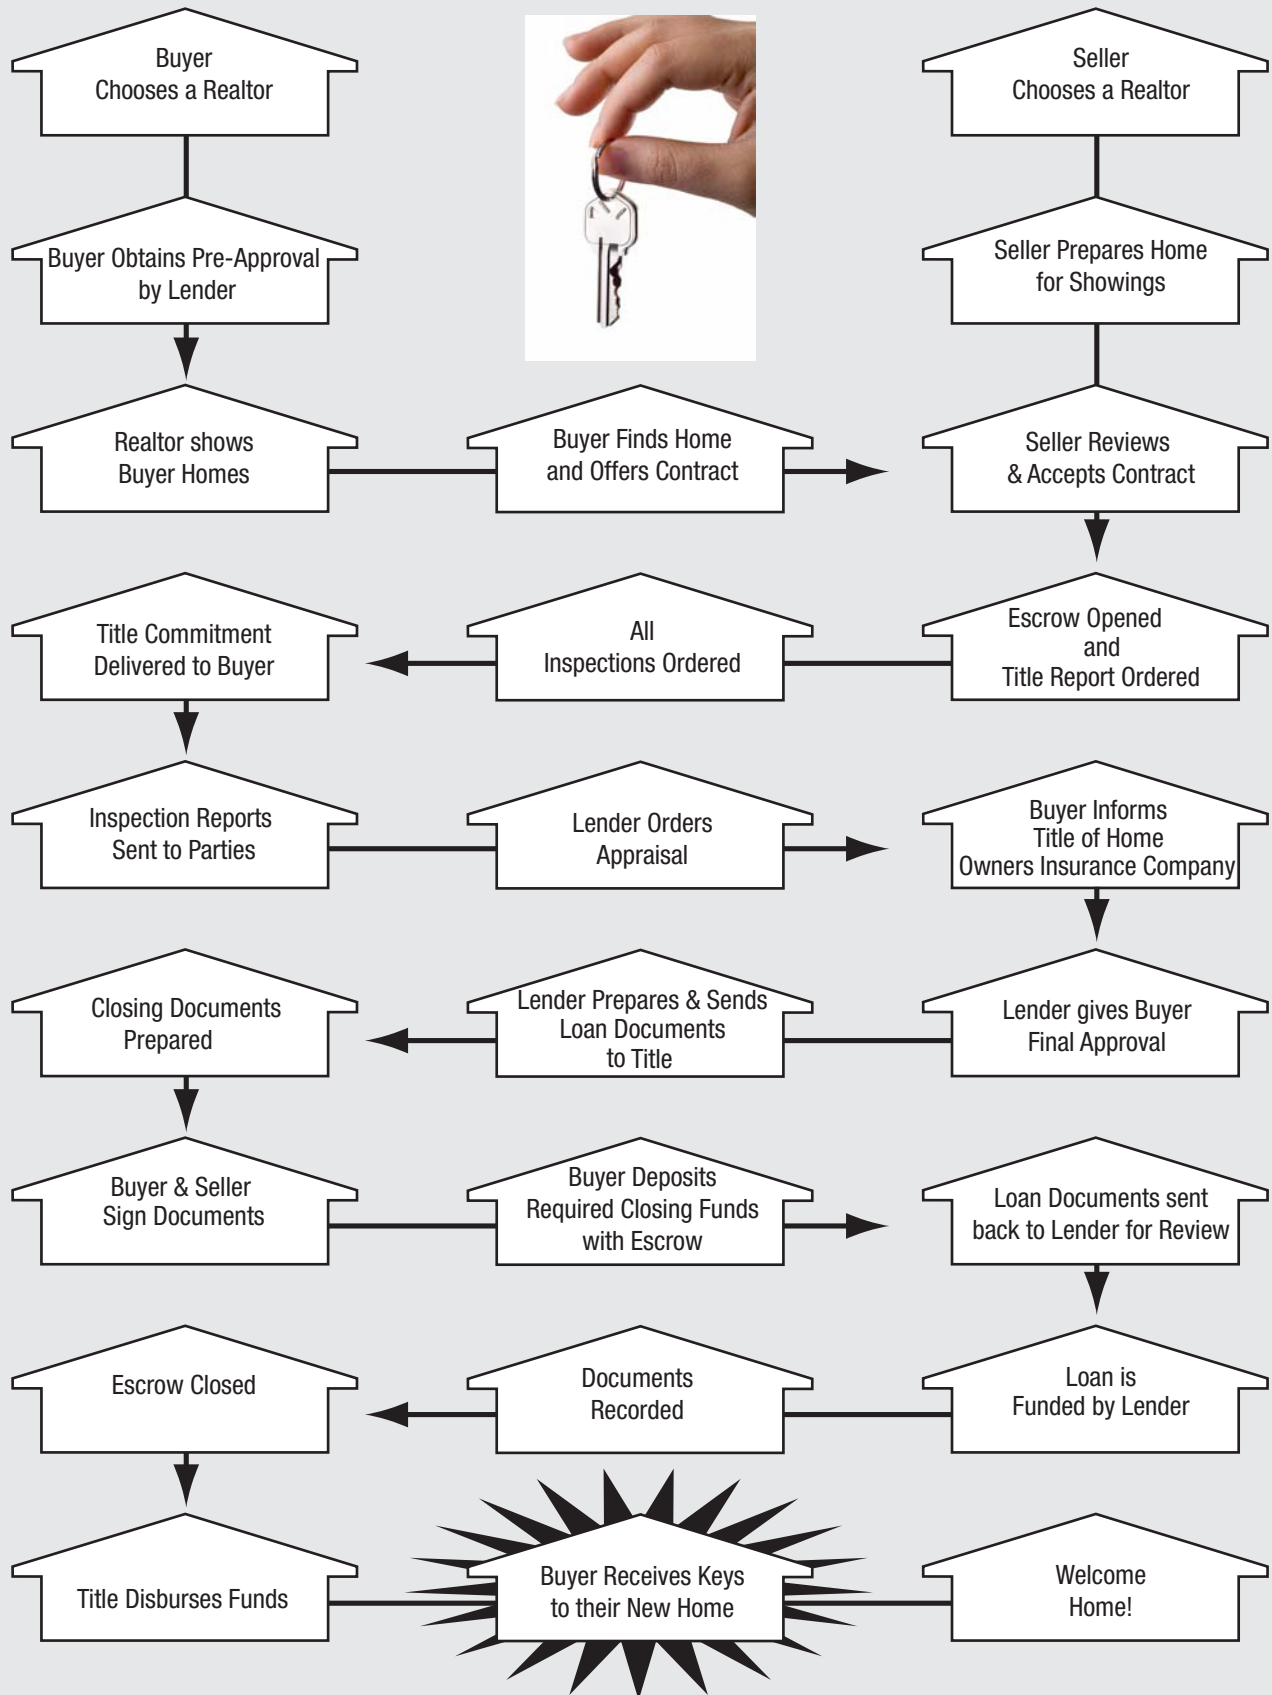 Buyer
Chooses a Realtor
Seller
Chooses a Realtor
Buyer Obtains Pre-Approval
by Lender
Seller Prepares Home
for Showings
Realtor shows
Buyer Homes
Buyer Finds Home
and Offers Contract
Seller Reviews
& Accepts Contract
Escrow Opened
and
Title Report Ordered
All
Inspections Ordered
Title Commitment
Delivered to Buyer
Inspection Reports
Sent to Parties
Lender Orders
Appraisal
Buyer Informs
Title of Home
Owners Insurance Company
Lender gives Buyer
Final Approval
Lender Prepares & Sends
Loan Documents
to Title
Closing Documents
Prepared
Buyer & Seller
Sign Documents
Buyer Deposits
Required Closing Funds
with Escrow
Loan Documents sent
back to Lender for Review
Loan is
Funded by Lender
Documents
Recorded
Escrow Closed
Title Disburses Funds
Buyer Receives Keys
to their New Home
Welcome
Home!